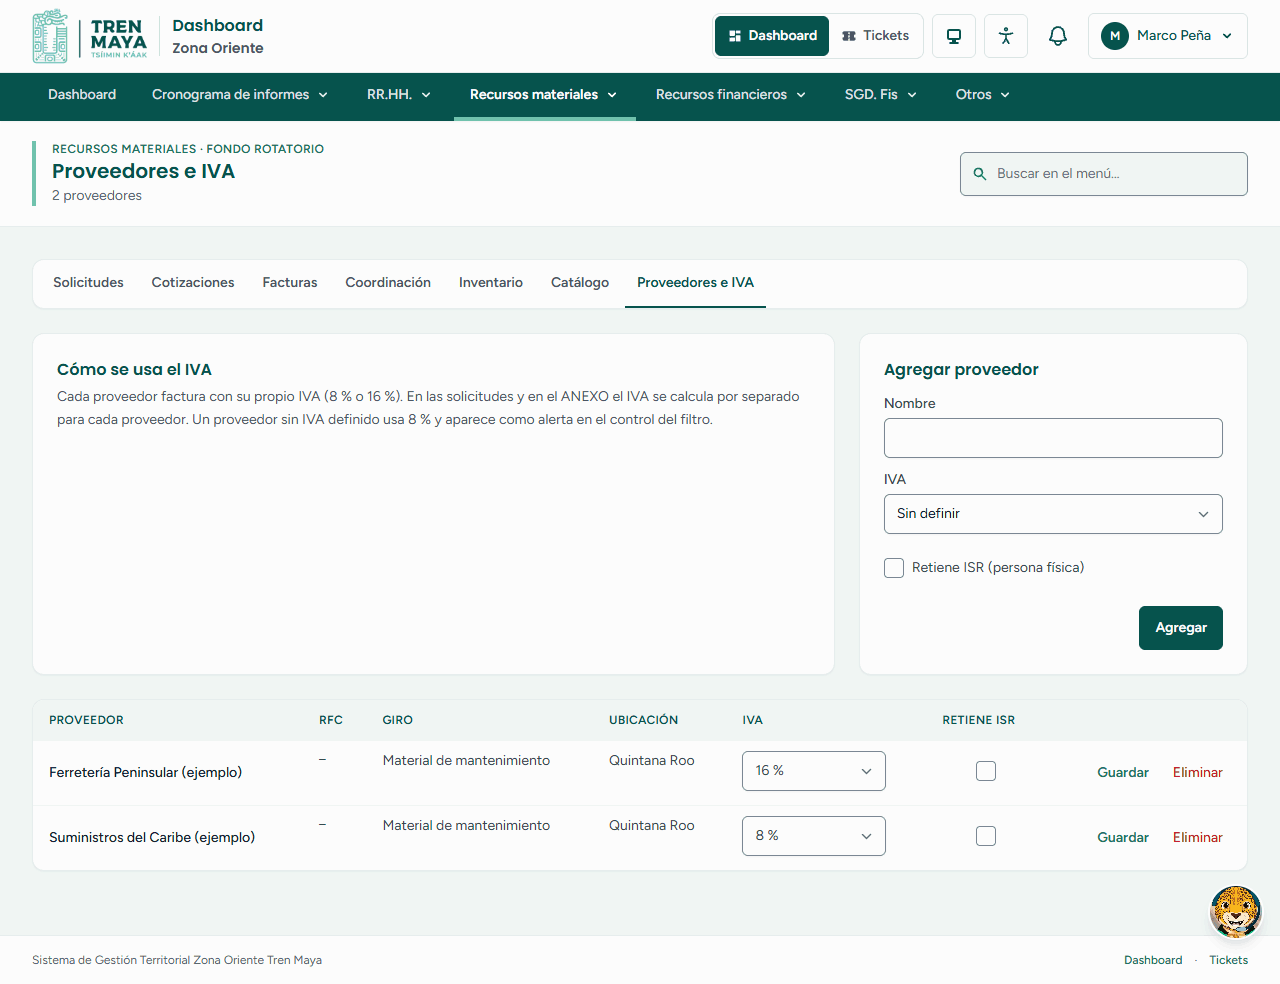 TREN
MAYA
TSÍIMIN K'ÁAK
Dashboard
Zona Oriente
Dashboard
Tickets
M
Marco Peña
Dashboard
Cronograma de informes
RR.HH.
Recursos materiales
Recursos financieros
SGD. Fis
Otros
RECURSOS MATERIALES · FONDO ROTATORIO
Proveedores e IVA
2 proveedores
Buscar en el menú...
Solicitudes
Cotizaciones
Facturas
Coordinación
Inventario
Catálogo
Proveedores e IVA
Cómo se usa el IVA
Cada proveedor factura con su propio IVA (8 % o 16 %). En las solicitudes y en el ANEXO el IVA se calcula por separado
para cada proveedor. Un proveedor sin IVA definido usa 8 % y aparece como alerta en el control del filtro.
Agregar proveedor
Nombre
IVA
Sin definir
Retiene ISR (persona física)
Agregar
PROVEEDOR RFC GIRO UBICACIÓN IVA RETIENE ISR
Ferretería Peninsular (ejemplo) – Material de mantenimiento Quintana Roo 16 % Guardar Eliminar
Suministros del Caribe (ejemplo) – Material de mantenimiento Quintana Roo 8 % Guardar Eliminar
Sistema de Gestión Territorial Zona Oriente Tren Maya
Dashboard · Tickets